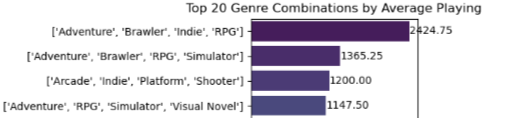 Top 20 Genre Combinations by Average Playing
['Adventure', 'Brawler', 'Indie', 'RPG'] 2424.75
['Adventure', 'Brawler', 'RPG', 'Simulator'] 1365.25
['Arcade', 'Indie', 'Platform', 'Shooter'] 1200.00
['Adventure', 'RPG', 'Simulator', 'Visual Novel'] 1147.50